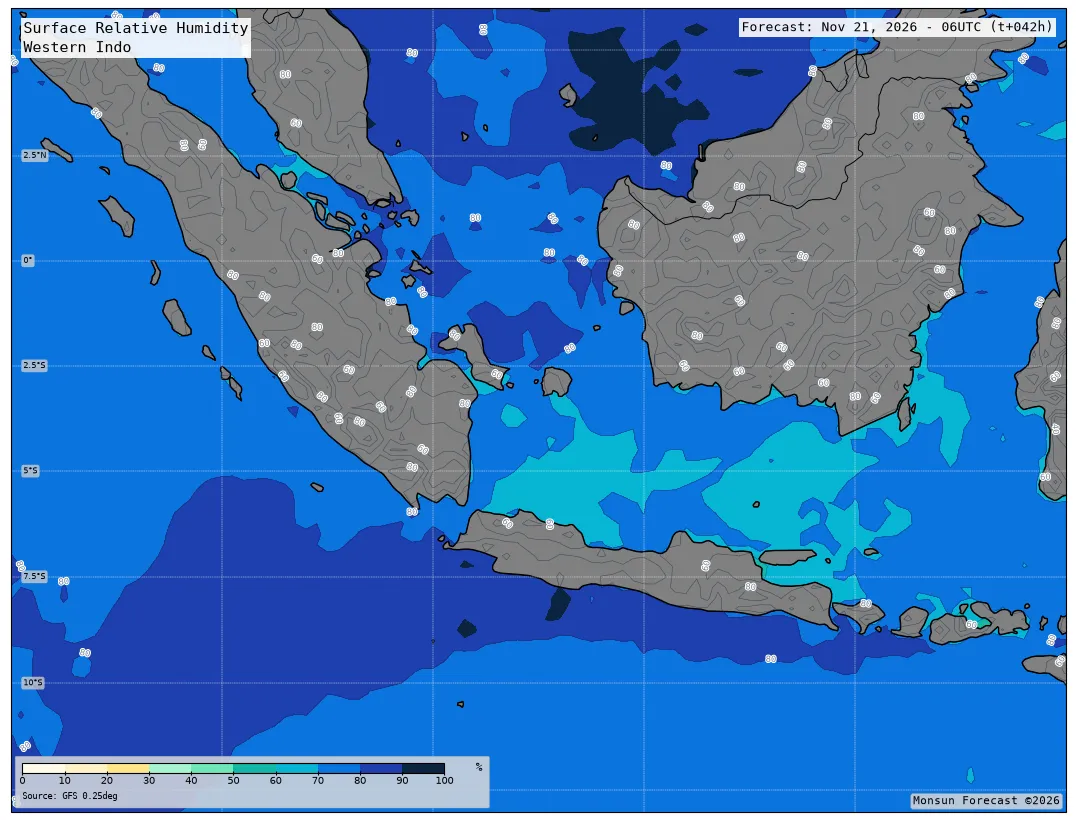 Surface Relative Humidity
Western Indo
Forecast: Nov 21, 2026 - 06UTC (t+042h)
2.5°N
0°
2.5°S
5°S
7.5°S
10°S
%
0 10 20 30 40 50 60 70 80 90 100
Source: GFS 0.25deg
Monsun Forecast ©2026